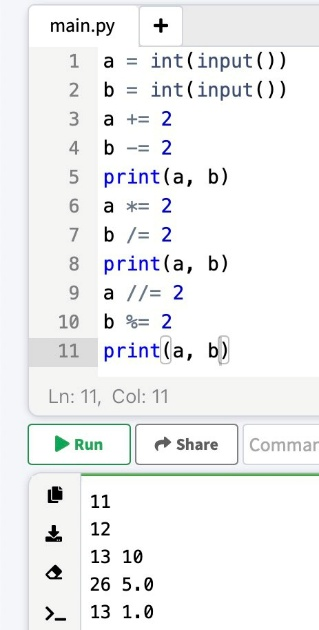 main.py +
1 a = int(input())
2 b = int(input())
3 a += 2
4 b -= 2
5 print(a, b)
6 a *= 2
7 b /= 2
8 print(a, b)
9 a //= 2
10 b %= 2
11 print(a, b)
Ln: 11, Col: 11
Run Share Comman
11
12
13 10
26 5.0
13 1.0
>_